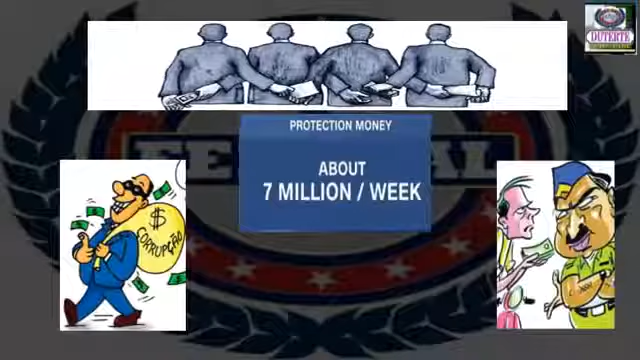 DUTERTE
PROTECTION MONEY
ABOUT
7 MILLION / WEEK
$
CORRUPÇÃO